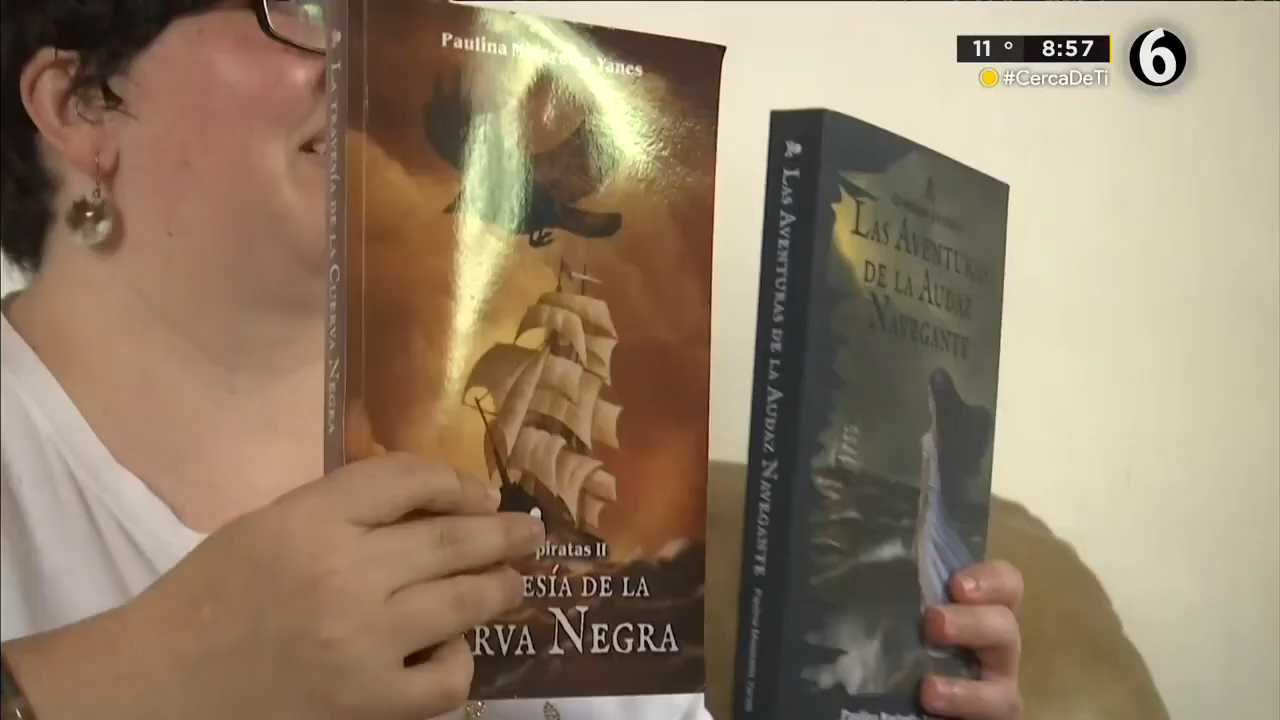 11 ° 8:57
6
#CercaDeTi
Paulina Yanes
LA TRAVESÍA DE LA CUERVA NEGRA
piratas II
ESÍA DE LA
RVA NEGRA
LAS AVENTURAS DE LA AUDAZ NAVEGANTE
LAS AVENTURAS
DE LA AUDAZ
NAVEGANTE